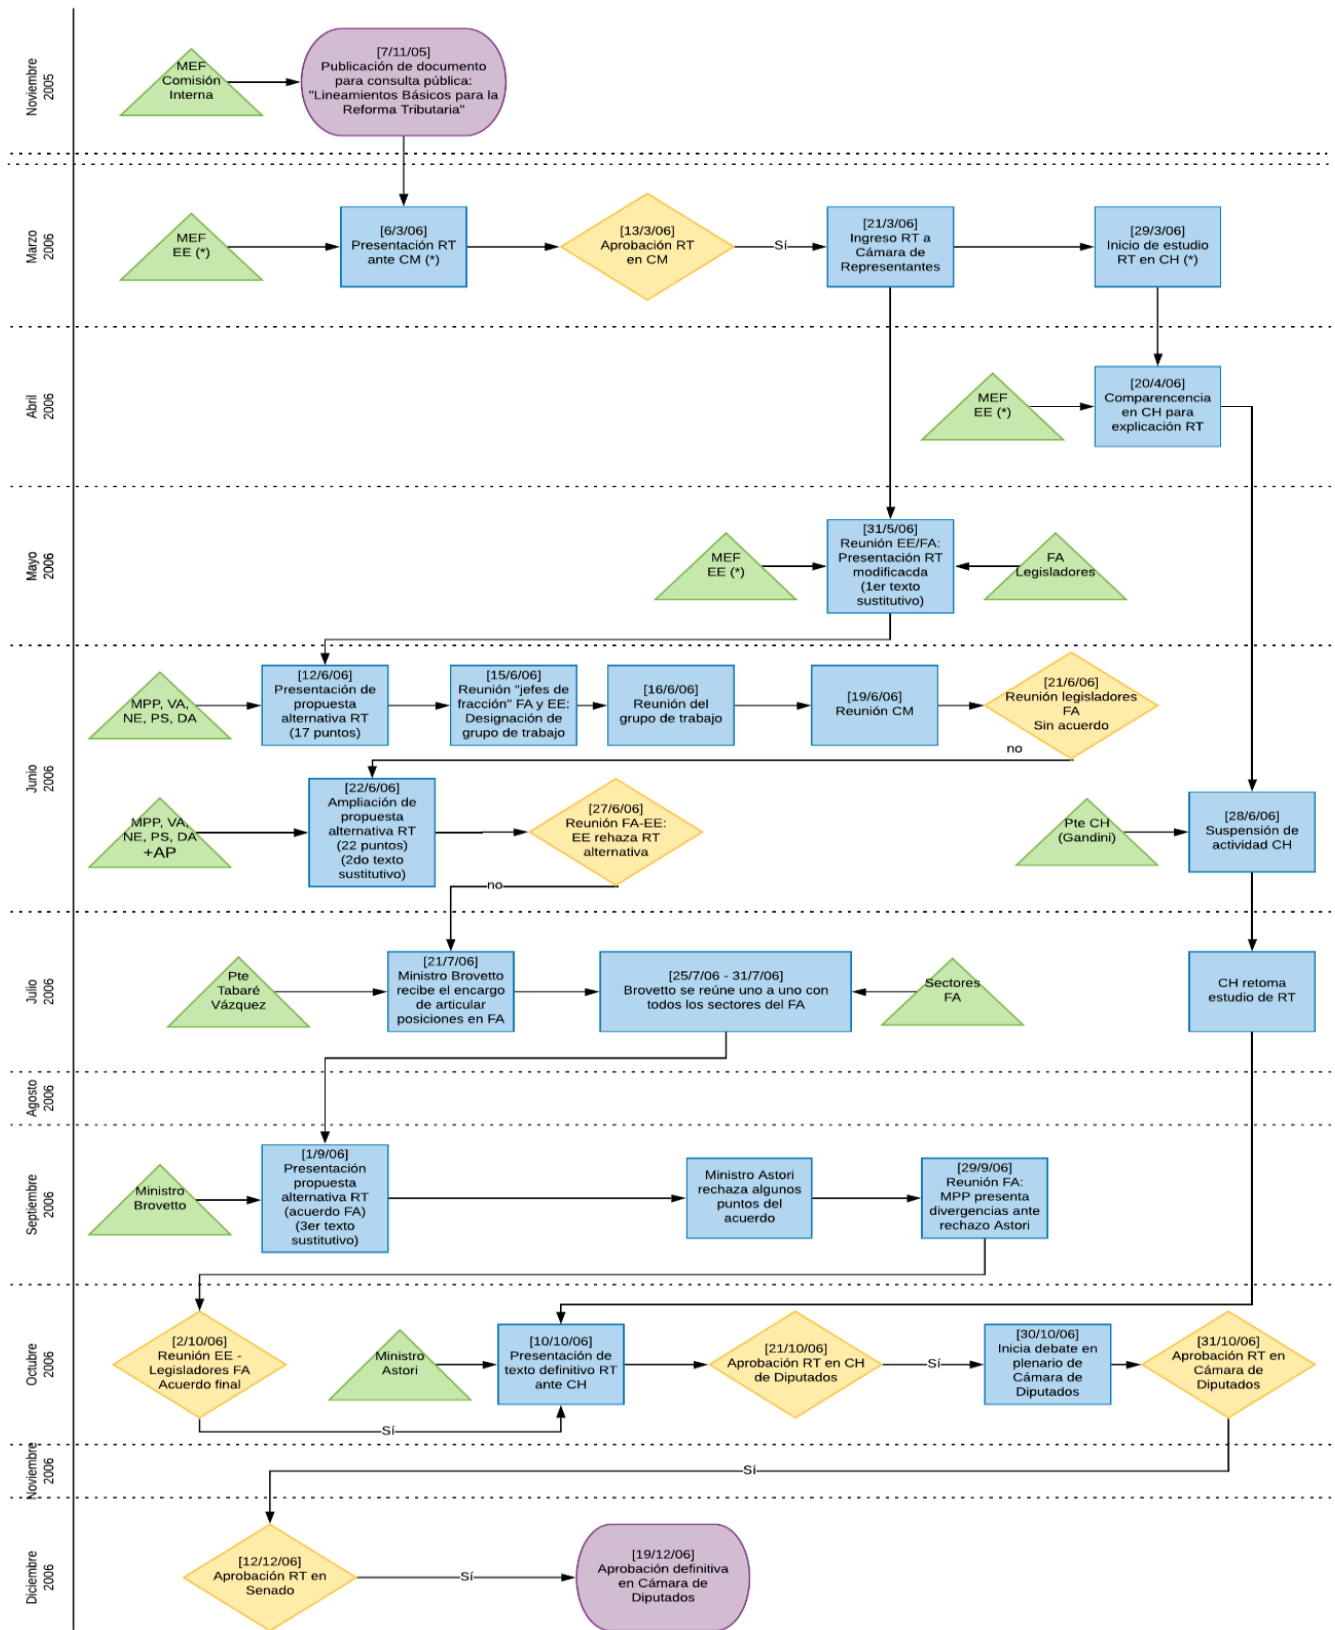 Noviembre
2005
MEF
Comisión
Interna
[7/11/05]
Publicación de documento
para consulta pública:
"Lineamientos Básicos para la
Reforma Tributaria"
Marzo
2006
MEF
EE (*)
[6/3/06]
Presentación RT
ante CM (*)
[13/3/06]
Aprobación RT
en CM
Sí
[21/3/06]
Ingreso RT a
Cámara de
Representantes
[29/3/06]
Inicio de estudio
RT en CH (*)
Abril
2006
MEF
EE (*)
[20/4/06]
Comparencencia
en CH para
explicación RT
Mayo
2006
MEF
EE (*)
[31/5/06]
Reunión EE/FA:
Presentación RT
modificacda
(1er texto
sustitutivo)
FA
Legisladores
Junio
2006
MPP, VA,
NE, PS, DA
[12/6/06]
Presentación de
propuesta
alternativa RT
(17 puntos)
[15/6/06]
Reunión "jefes de
fracción" FA y EE:
Designación de
grupo de trabajo
[16/6/06]
Reunión del
grupo de trabajo
[19/6/06]
Reunión CM
[21/6/06]
Reunión legisladores
FA
Sin acuerdo
no
MPP, VA,
NE, PS, DA
+AP
[22/6/06]
Ampliación de
propuesta
alternativa RT
(22 puntos)
(2do texto
sustitutivo)
[27/6/06]
Reunión FA-EE:
EE rehaza RT
alternativa
no
Pte CH
(Gandini)
[28/6/06]
Suspensión de
actividad CH
Julio
2006
Pte
Tabaré
Vázquez
[21/7/06]
Ministro Brovetto
recibe el encargo
de articular
posiciones en FA
[25/7/06 - 31/7/06]
Brovetto se reúne uno a uno con
todos los sectores del FA
Sectores
FA
CH retoma
estudio de RT
Agosto
2006
Septiembre
2006
Ministro
Brovetto
[1/9/06]
Presentación
propuesta
alternativa RT
(acuerdo FA)
(3er texto
sustitutivo)
Ministro Astori
rechaza algunos
puntos del
acuerdo
[29/9/06]
Reunión FA:
MPP presenta
divergencias ante
rechazo Astori
Octubre
2006
[2/10/06]
Reunión EE -
Legisladores FA
Acuerdo final
Sí
Ministro
Astori
[10/10/06]
Presentación de
texto definitivo RT
ante CH
[21/10/06]
Aprobación RT en CH
de Diputados
Sí
[30/10/06]
Inicia debate en
plenario de
Cámara de
Diputados
[31/10/06]
Aprobación RT en
Cámara de
Diputados
Noviembre
2006
Sí
Diciembre
2006
[12/12/06]
Aprobación RT en
Senado
Sí
[19/12/06]
Aprobación definitiva
en Cámara de
Diputados